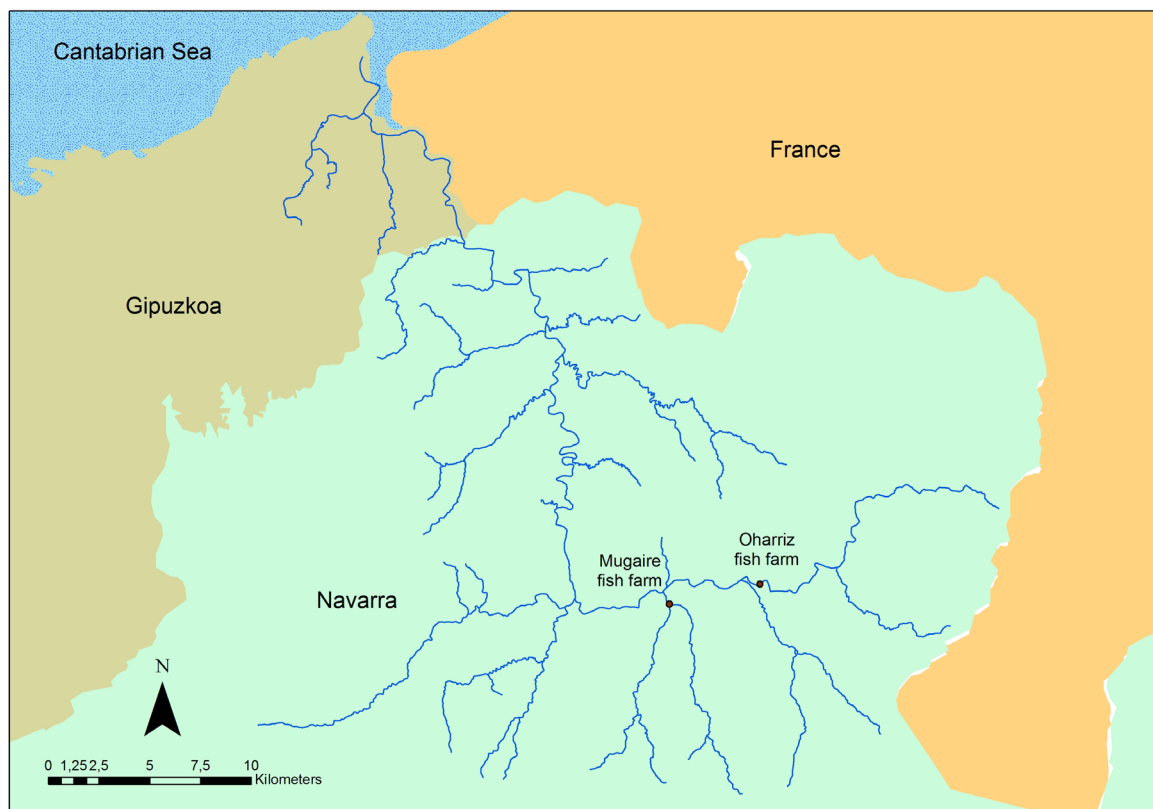 Cantabrian Sea
France
Gipuzkoa
Oharriz
fish farm
Mugaire
fish farm
Navarra
N
0 1,25 2,5 5 7,5 10
Kilometers